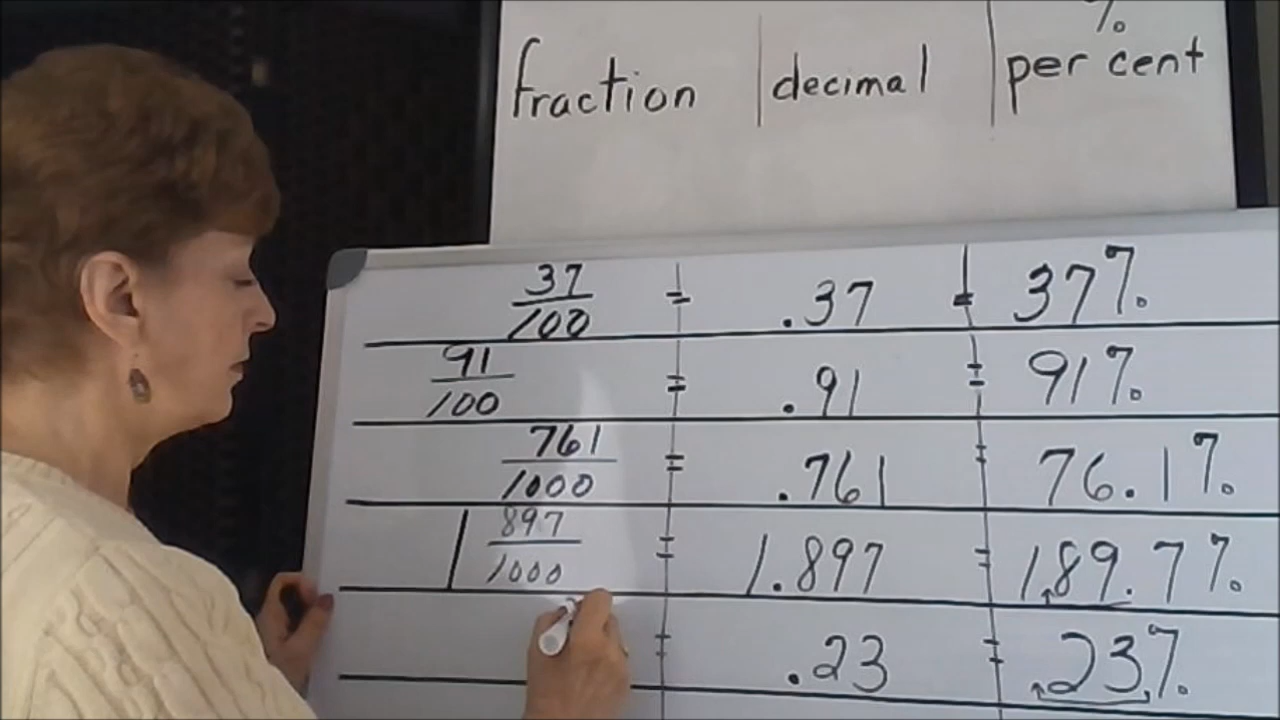 %
fraction | decimal | per cent
37/100 = .37 = 37%
91/100 = .91 = 91%
761/1000 = .761 = 76.1%
1 897/1000 = 1.897 = 189.7%
= .23 = 23%